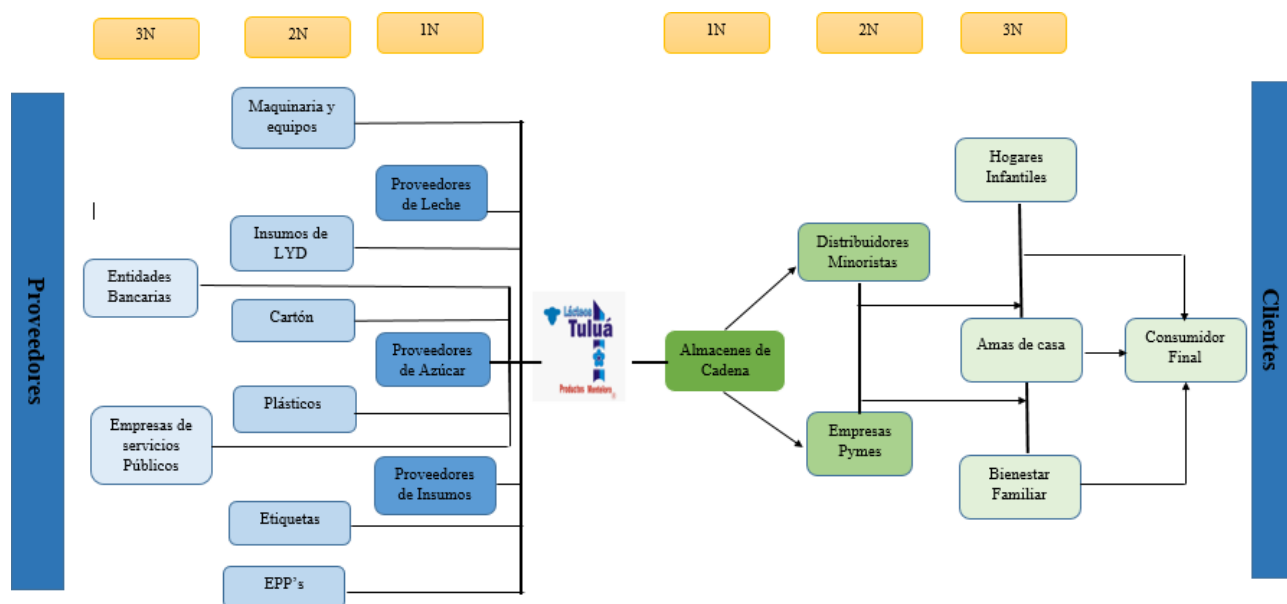 3N
2N
1N
1N
2N
3N
Proveedores
Maquinaria y
equipos
Proveedores
de Leche
Insumos de
LYD
Entidades
Bancarias
Cartón
Proveedores
de Azúcar
Plásticos
Empresas de
servicios
Públicos
Proveedores
de Insumos
Etiquetas
EPP's
Lácteos
Tuluá
Productos Monteloro
Almacenes de
Cadena
Distribuidores
Minoristas
Empresas
Pymes
Hogares
Infantiles
Amas de casa
Bienestar
Familiar
Consumidor
Final
Clientes